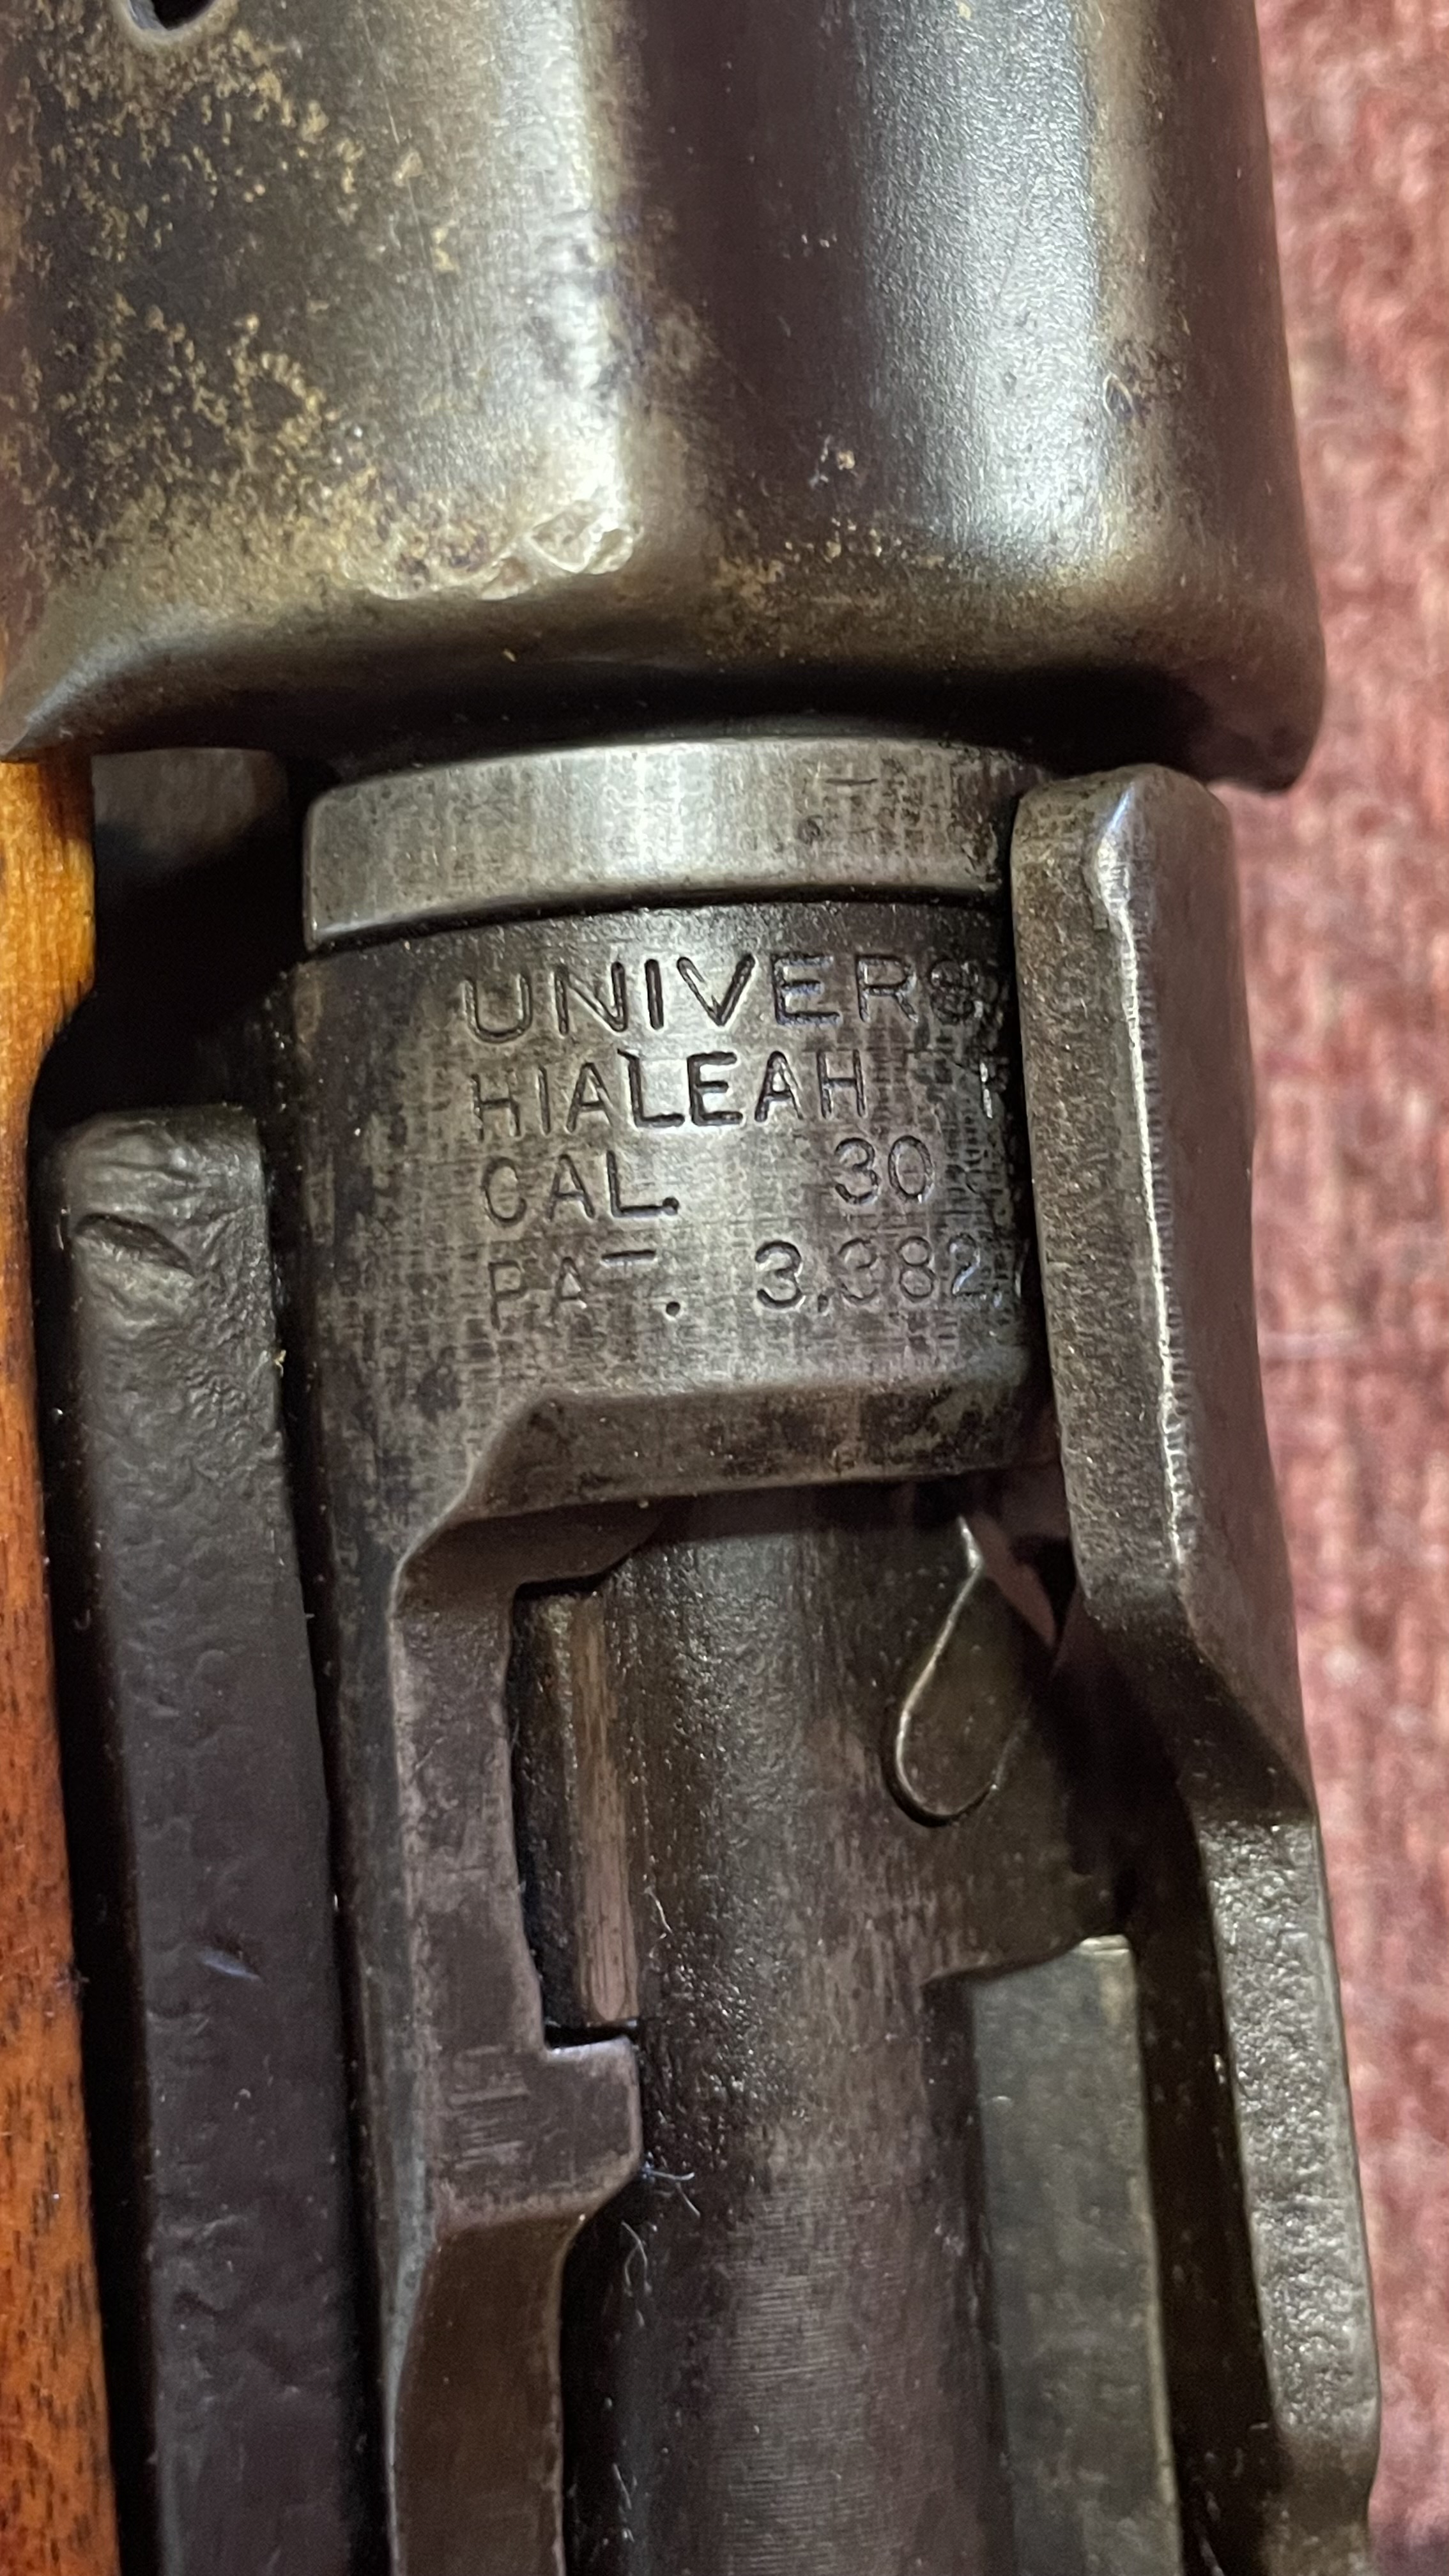 UNIVERS
HIALEAH
CAL. 30
PAT. 3,382